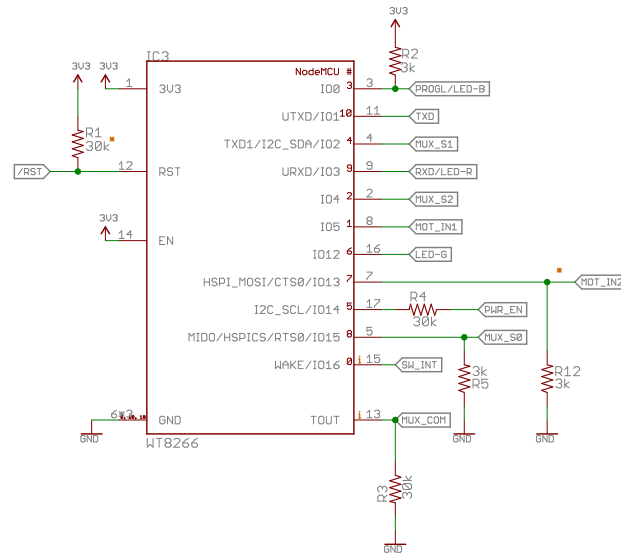 3V3
IC3
R2
3k
NodeMCU #
3V3 3V3
1 3V3
IO0 3 3 PROGL/LED-B
UTXD/IO1 10 11 TXD
R1
30k
TXD1/I2C_SDA/IO2 4 4 MUX_S1
/RST 12 RST
URXD/IO3 9 9 RXD/LED-R
IO4 2 2 MUX_S2
3V3
IO5 1 8 MOT_IN1
14 EN
IO12 6 16 LED-G
HSPI_MOSI/CTS0/IO13 7 7 MOT_IN2
R4
I2C_SCL/IO14 5 17 30k PWR_EN
MIDO/HSPICS/RTS0/IO15 8 5 MUX_S0
WAKE/IO16 0 i 15 SW_INT
3k
R5
R12
3k
GND
TOUT i 13 MUX_COM
GND
GND
GND
WT8266
R3
30k
GND